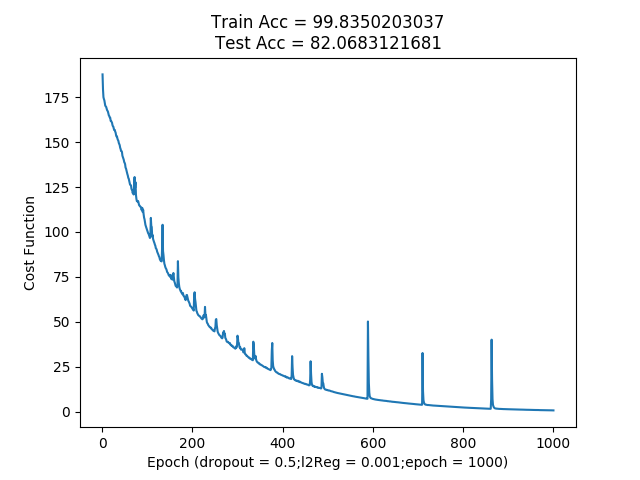 Train Acc = 99.8350203037
Test Acc = 82.0683121681
Cost Function
175
150
125
100
75
50
25
0
0 200 400 600 800 1000
Epoch (dropout = 0.5;l2Reg = 0.001;epoch = 1000)